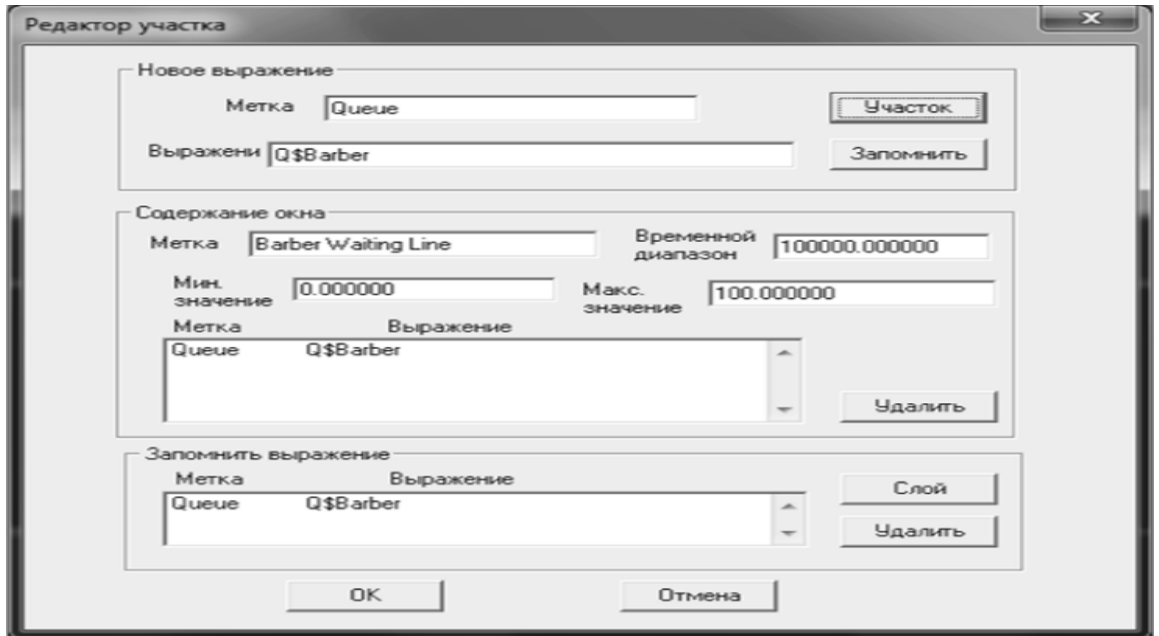 Редактор участка
Новое выражение
Метка Queue Участок
Выражени Q$Barber Запомнить
Содержание окна
Метка Barber Waiting Line Временной диапазон 100000.000000
Мин. значение 0.000000 Макс. значение 100.000000
Метка Выражение
Queue Q$Barber
Удалить
Запомнить выражение
Метка Выражение
Слой
Queue Q$Barber
Удалить
OK Отмена